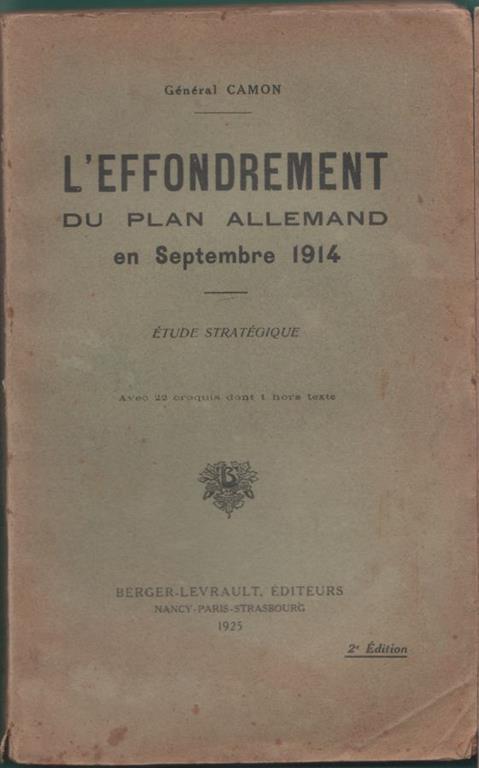 Général CAMON
L'EFFONDREMENT
DU PLAN ALLEMAND
en Septembre 1914
ÉTUDE STRATÉGIQUE
Avec 22 croquis dont 1 hors texte
BERGER-LEVRAULT, ÉDITEURS
NANCY-PARIS-STRASBOURG
1925
2e Édition